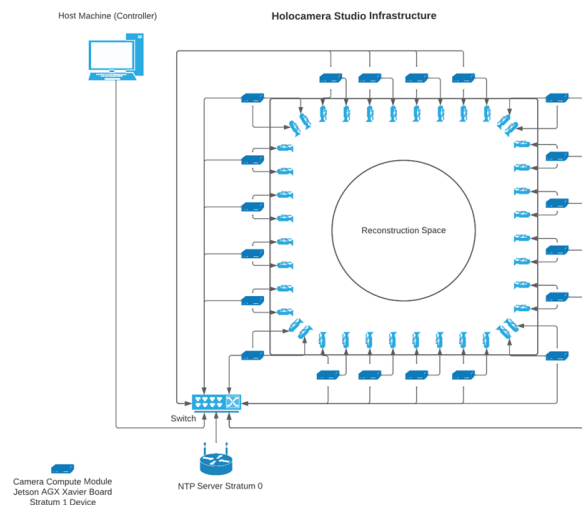 Host Machine (Controller)
Holocamera Studio Infrastructure
Reconstruction Space
Switch
NTP Server Stratum 0
Camera Compute Module
Jetson AGX Xavier Board
Stratum 1 Device